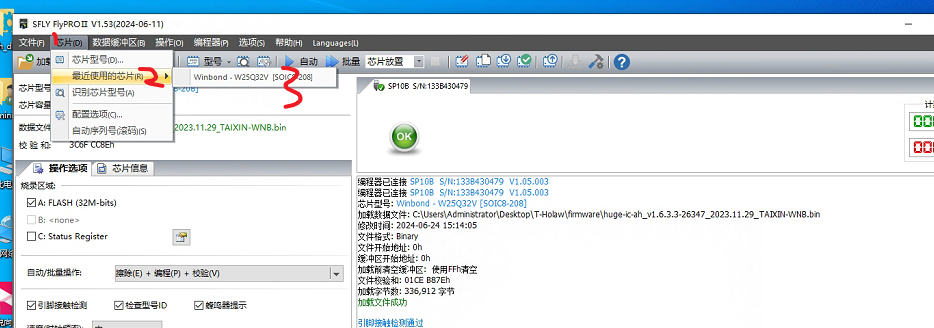 SFLY FlyPROⅡ V1.53(2024-06-11)
文件(F) 芯片(D) 数据缓冲区(B) 操作(O) 编程器(P) 选项(S) 帮助(H) Languages(L)
型号 自动 批量 芯片放置
芯片型号(D)...
最近使用的芯片(R)
识别芯片型号(A)
配置选项(C)...
自动序列号(滚码)(S)
1
2
3
Winbond - W25Q32V [SOIC8-208]
芯片型号
-208]
芯片容量
数据文件
2023.11.29_TAIXIN-WNB.bin
校 验 和: 3C6F CC8Eh
操作选项 芯片信息
烧录区域:
A: FLASH (32M-bits)
B: <none>
C: Status Register
自动/批量操作: 擦除(E) + 编程(P) + 校验(V)
引脚接触检测 检查型号ID 蜂鸣器提示
SP10B S/N:133B430479
OK
编程器已连接 SP10B S/N:133B430479 V1.05.003
编程器已连接 SP10B S/N:133B430479 V1.05.003
芯片型号: Winbond - W25Q32V [SOIC8-208]
加载数据文件: C:\Users\Administrator\Desktop\T-Holaw\firmware\huge-ic-ah_v1.6.3.3-26347_2023.11.29_TAIXIN-WNB.bin
修改时间: 2024-06-24 15:14:05
文件格式: Binary
文件开始地址: 0h
缓冲区开始地址: 0h
加载前清空缓冲区: 使用FFh清空
文件校验和: 01CE B87Eh
加载字节数: 336,912 字节
加载文件成功
引脚接触检测通过